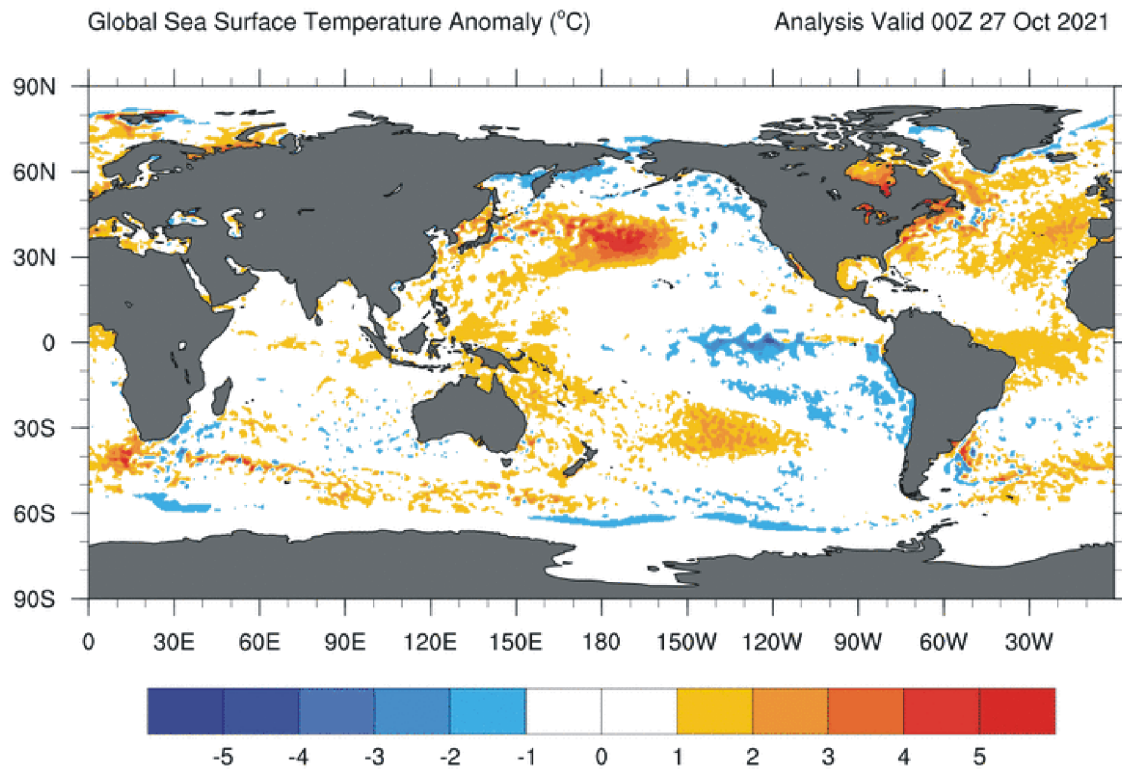 Global Sea Surface Temperature Anomaly (°C) Analysis Valid 00Z 27 Oct 2021
90N
60N
30N
0
30S
60S
90S
0 30E 60E 90E 120E 150E 180 150W 120W 90W 60W 30W
-5 -4 -3 -2 -1 0 1 2 3 4 5